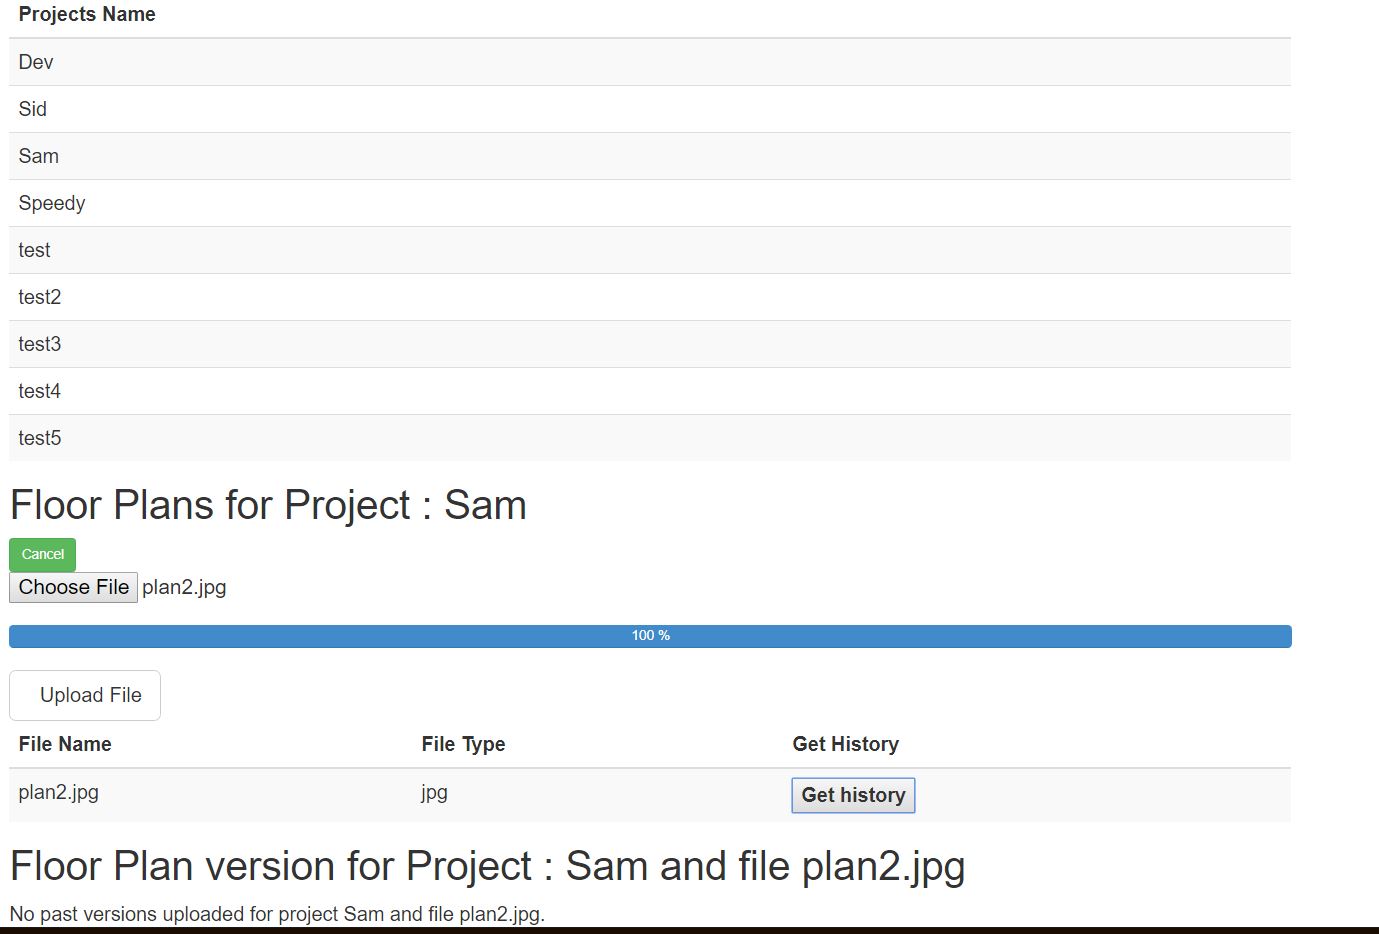 Projects Name
Dev
Sid
Sam
Speedy
test
test2
test3
test4
test5
Floor Plans for Project : Sam
Cancel
Choose File plan2.jpg
100 %
Upload File
File Name File Type Get History
plan2.jpg jpg Get history
Floor Plan version for Project : Sam and file plan2.jpg
No past versions uploaded for project Sam and file plan2.jpg.